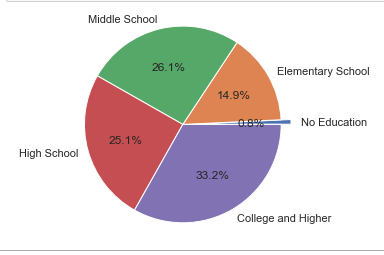 Middle School
26.1%
Elementary School
14.9%
0.8%
No Education
High School
25.1%
33.2%
College and Higher